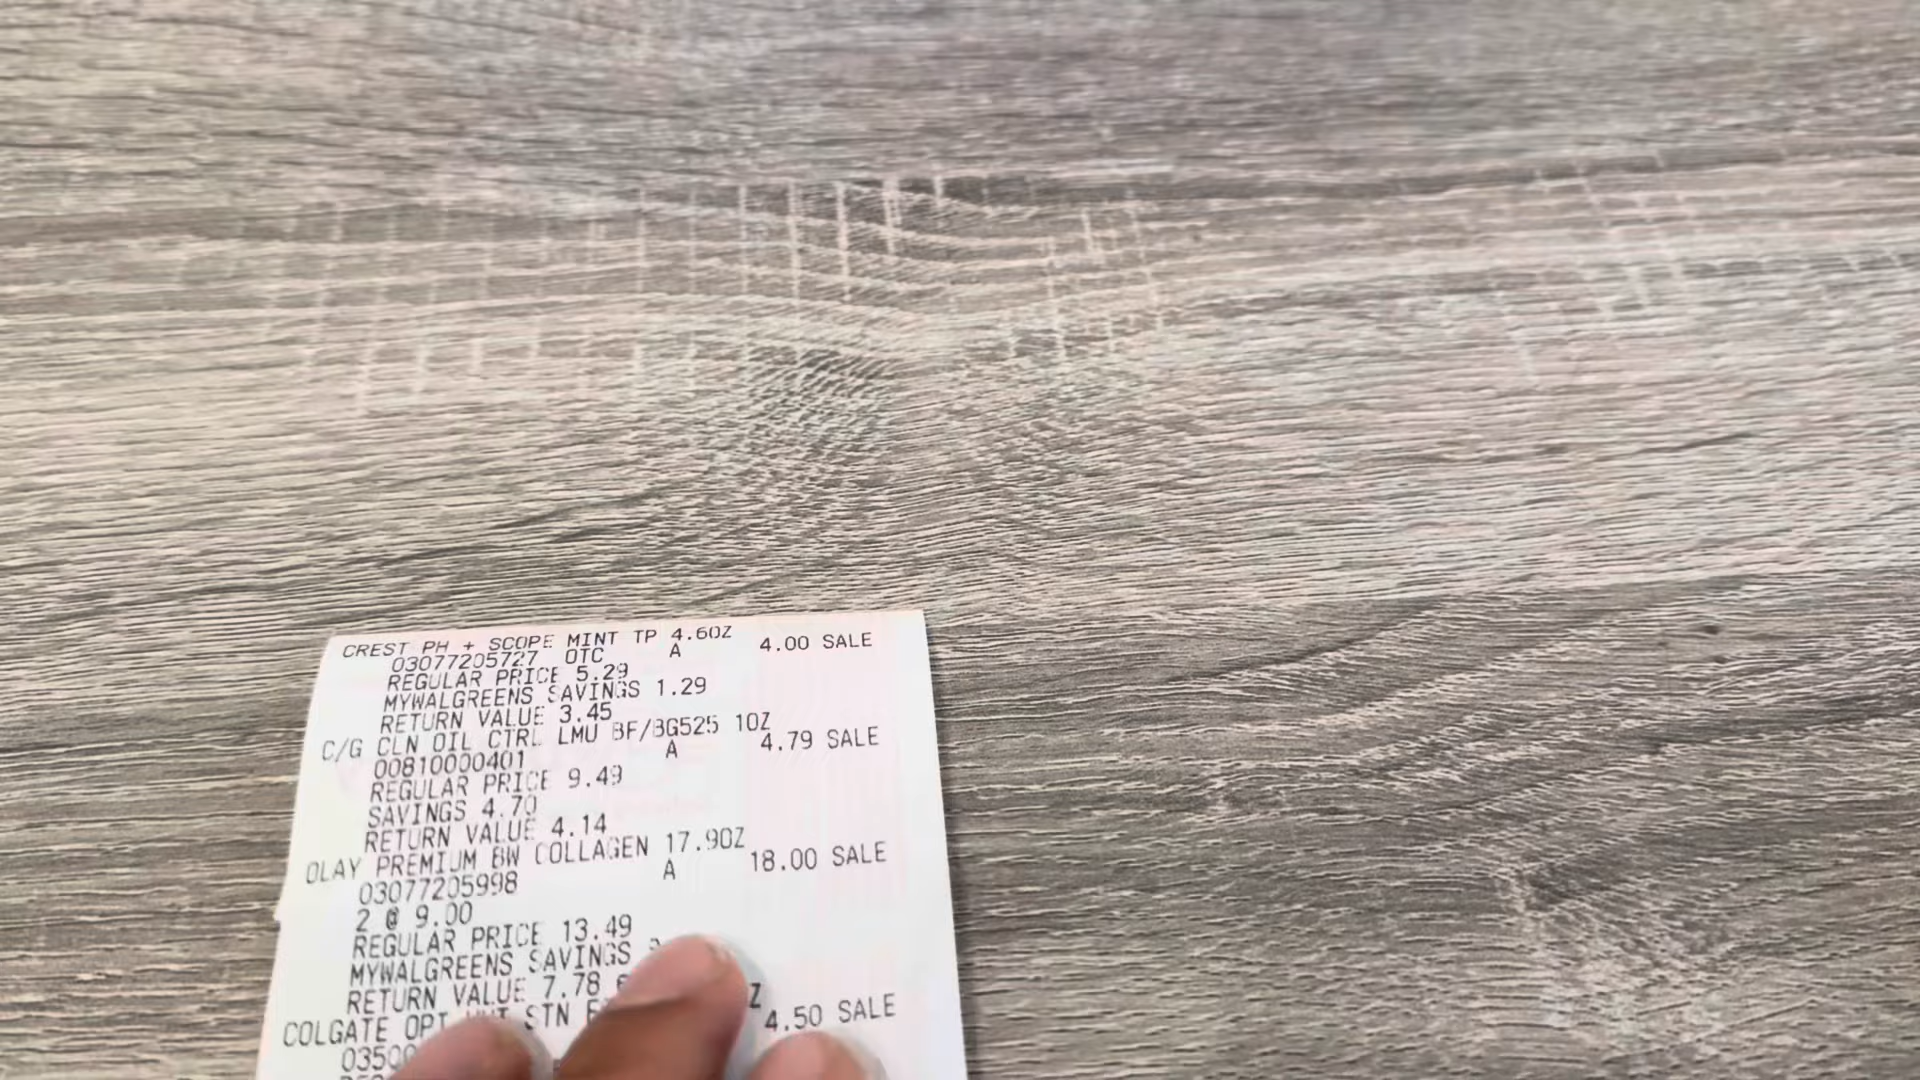 CREST PH + SCOPE MINT TP 4.6OZ
03077205727 OTC A 4.00 SALE
REGULAR PRICE 5.29
MYWALGREENS SAVINGS 1.29
RETURN VALUE 3.45
C/G CLN OIL CTRL LMU BF/BG525 1OZ
00810000401 A 4.79 SALE
REGULAR PRICE 9.49
SAVINGS 4.70
RETURN VALUE 4.14
OLAY PREMIUM BW COLLAGEN 17.9OZ
03077205998 A 18.00 SALE
2 @ 9.00
REGULAR PRICE 13.49
MYWALGREENS SAVINGS
RETURN VALUE 7.78
COLGATE OPT STN
4.50 SALE